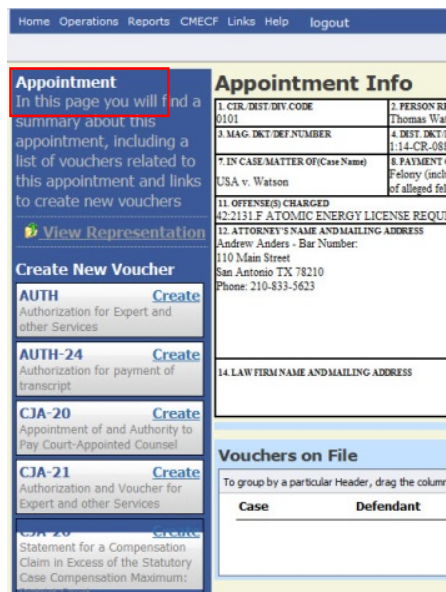 Home Operations Reports CMECF Links Help logout
Appointment
In this page you will find a
summary about this
appointment, including a
list of vouchers related to
this appointment and links
to create new vouchers
View Representation
Create New Voucher
AUTH Create
Authorization for Expert and
other Services
AUTH-24 Create
Authorization for payment of
transcript
CJA-20 Create
Appointment of and Authority to
Pay Court-Appointed Counsel
CJA-21 Create
Authorization and Voucher for
Expert and other Services
CJA-26 Create
Statement for a Compensation
Claim in Excess of the Statutory
Case Compensation Maximum:
Appointment Info
1. CIR./DIST/DIV.CODE 2. PERSON RE
0101 Thomas Wat
3. MAG. DKT/DEF.NUMBER 4. DIST. DKT/
1:14-CR-088
7. IN CASE/MATTER OF(Case Name) 8. PAYMENT
USA v. Watson Felony (incl
of alleged fel
11. OFFENSE(S) CHARGED
42:2131.F ATOMIC ENERGY LICENSE REQU
12. ATTORNEY'S NAME AND MAILING ADDRESS
Andrew Anders - Bar Number:
110 Main Street
San Antonio TX 78210
Phone: 210-833-5623
14. LAW FIRM NAME AND MAILING ADDRESS
Vouchers on File
To group by a particular Header, drag the column
Case Defendant